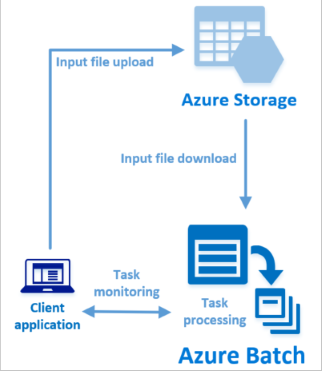 Input file upload
Azure Storage
Input file download
Client
application
Task
monitoring
Task
processing
Azure Batch